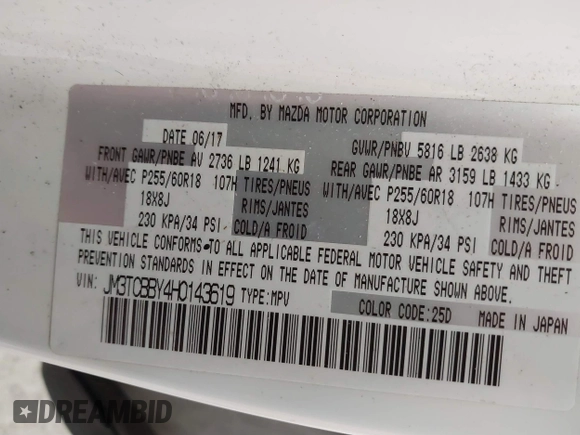 MFD. BY MAZDA MOTOR CORPORATION
DATE 06/17 GVWR/PNBV 5816 LB 2638 KG
FRONT GAWR/PNBE AV 2736 LB 1241 KG REAR GAWR/PNBE AR 3159 LB 1433 KG
WITH/AVEC P255/60R18 107H TIRES/PNEUS WITH/AVEC P255/60R18 107H TIRES/PNEUS
18X8J RIMS/JANTES 18X8J RIMS/JANTES
230 KPA/34 PSI COLD/A FROID 230 KPA/34 PSI COLD/A FROID
THIS VEHICLE CONFORMS TO ALL APPLICABLE FEDERAL MOTOR VEHICLE SAFETY AND THEFT
PREVENTION STANDARDS IN EFFECT ON THE DATE OF MANUFACTURE SHOWN ABOVE.
VIN: JM3TCBBY4H0143619 TYPE:MPV
COLOR CODE:25D MADE IN JAPAN
DREAMBID